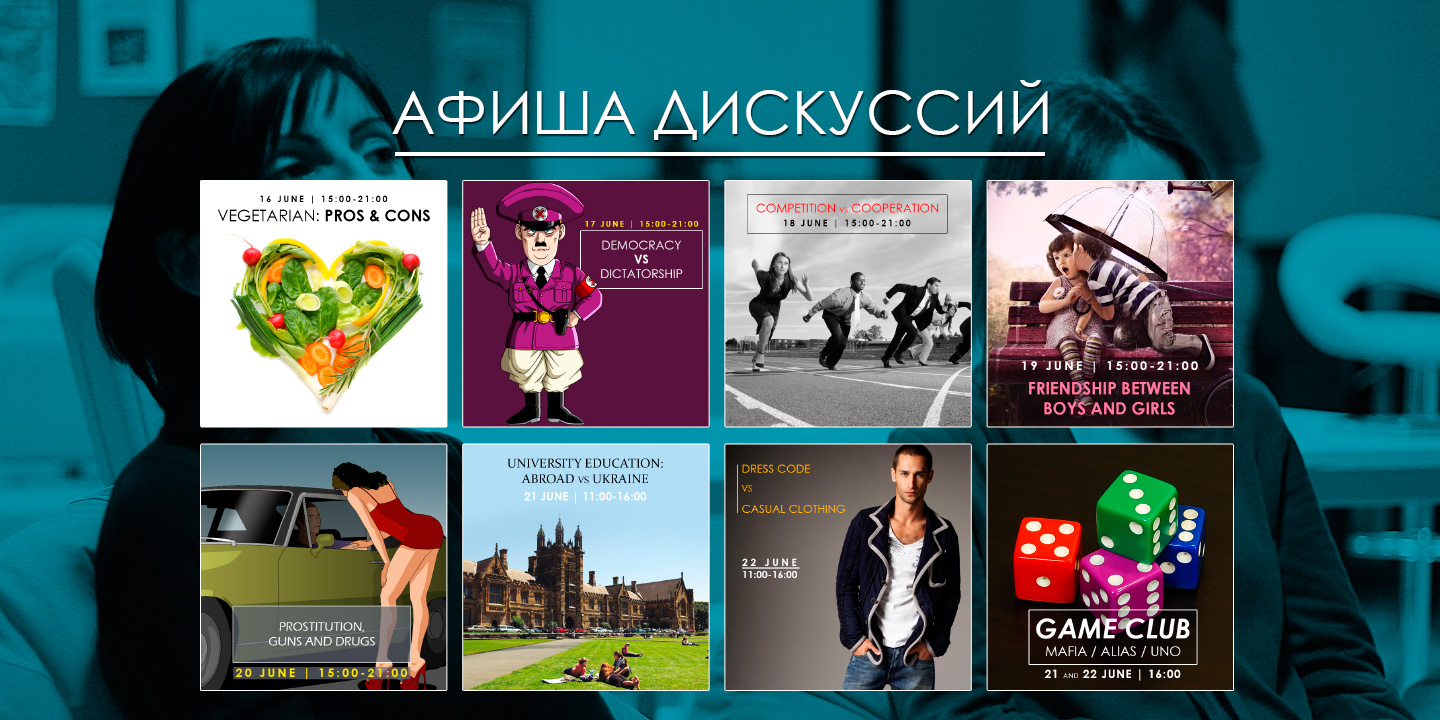 АФИША ДИСКУССИЙ
16 JUNE | 15:00-21:00
VEGETARIAN: PROS & CONS
17 JUNE | 15:00-21:00
DEMOCRACY
VS
DICTATORSHIP
COMPETITION VS COOPERATION
18 JUNE | 15:00-21:00
19 JUNE | 15:00-21:00
FRIENDSHIP BETWEEN
BOYS AND GIRLS
PROSTITUTION,
GUNS AND DRUGS
20 JUNE | 15:00-21:00
UNIVERSITY EDUCATION:
ABROAD VS UKRAINE
21 JUNE | 11:00-16:00
DRESS CODE
VS
CASUAL CLOTHING
22 JUNE
11:00-16:00
GAME CLUB
MAFIA / ALIAS / UNO
21 AND 22 JUNE | 16:00